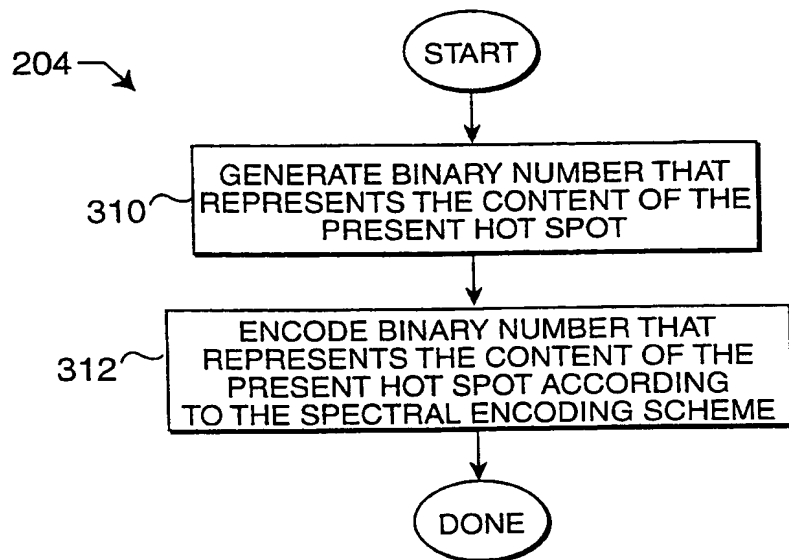 START
204
GENERATE BINARY NUMBER THAT
REPRESENTS THE CONTENT OF THE
PRESENT HOT SPOT
310
ENCODE BINARY NUMBER THAT
REPRESENTS THE CONTENT OF THE
PRESENT HOT SPOT ACCORDING
TO THE SPECTRAL ENCODING SCHEME
312
DONE